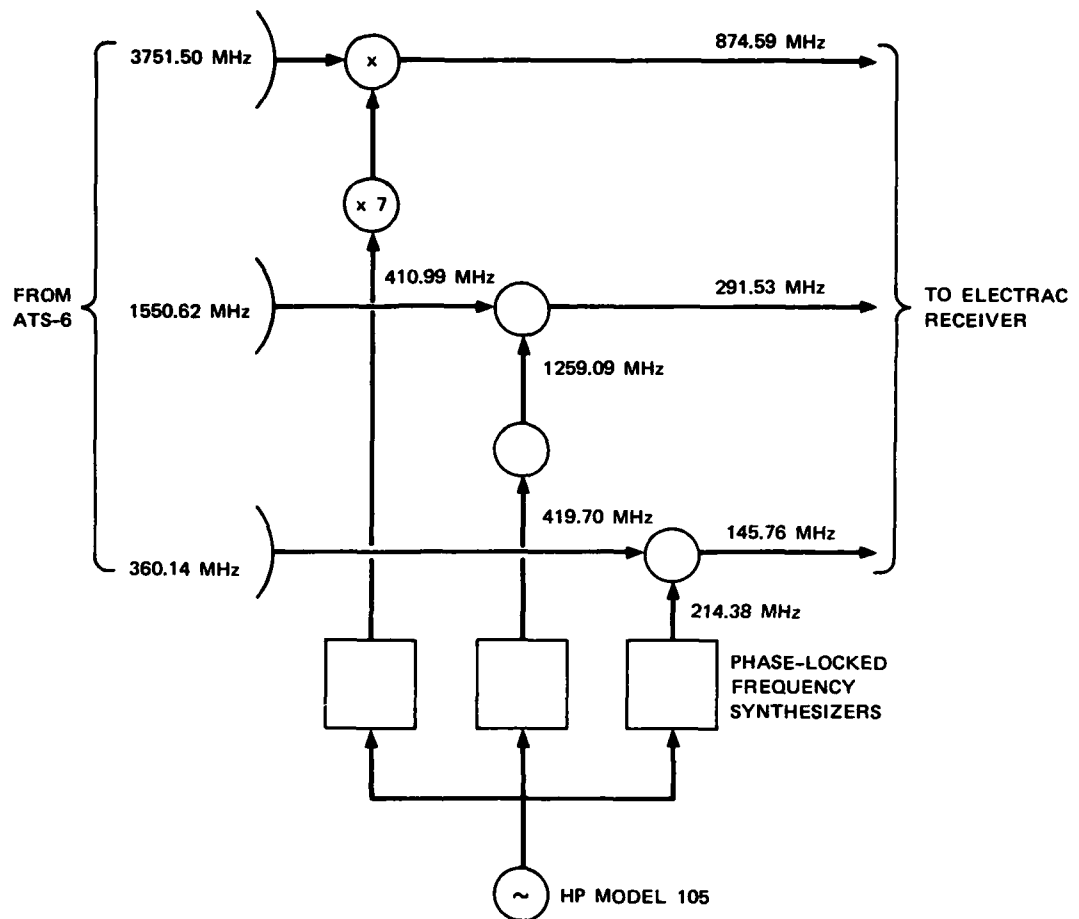 3751.50 MHz
x
874.59 MHz
x 7
FROM
ATS-6
1550.62 MHz
410.99 MHz
291.53 MHz
TO ELECTRAC
RECEIVER
1259.09 MHz
419.70 MHz
145.76 MHz
360.14 MHz
214.38 MHz
PHASE-LOCKED
FREQUENCY
SYNTHESIZERS
~
HP MODEL 105